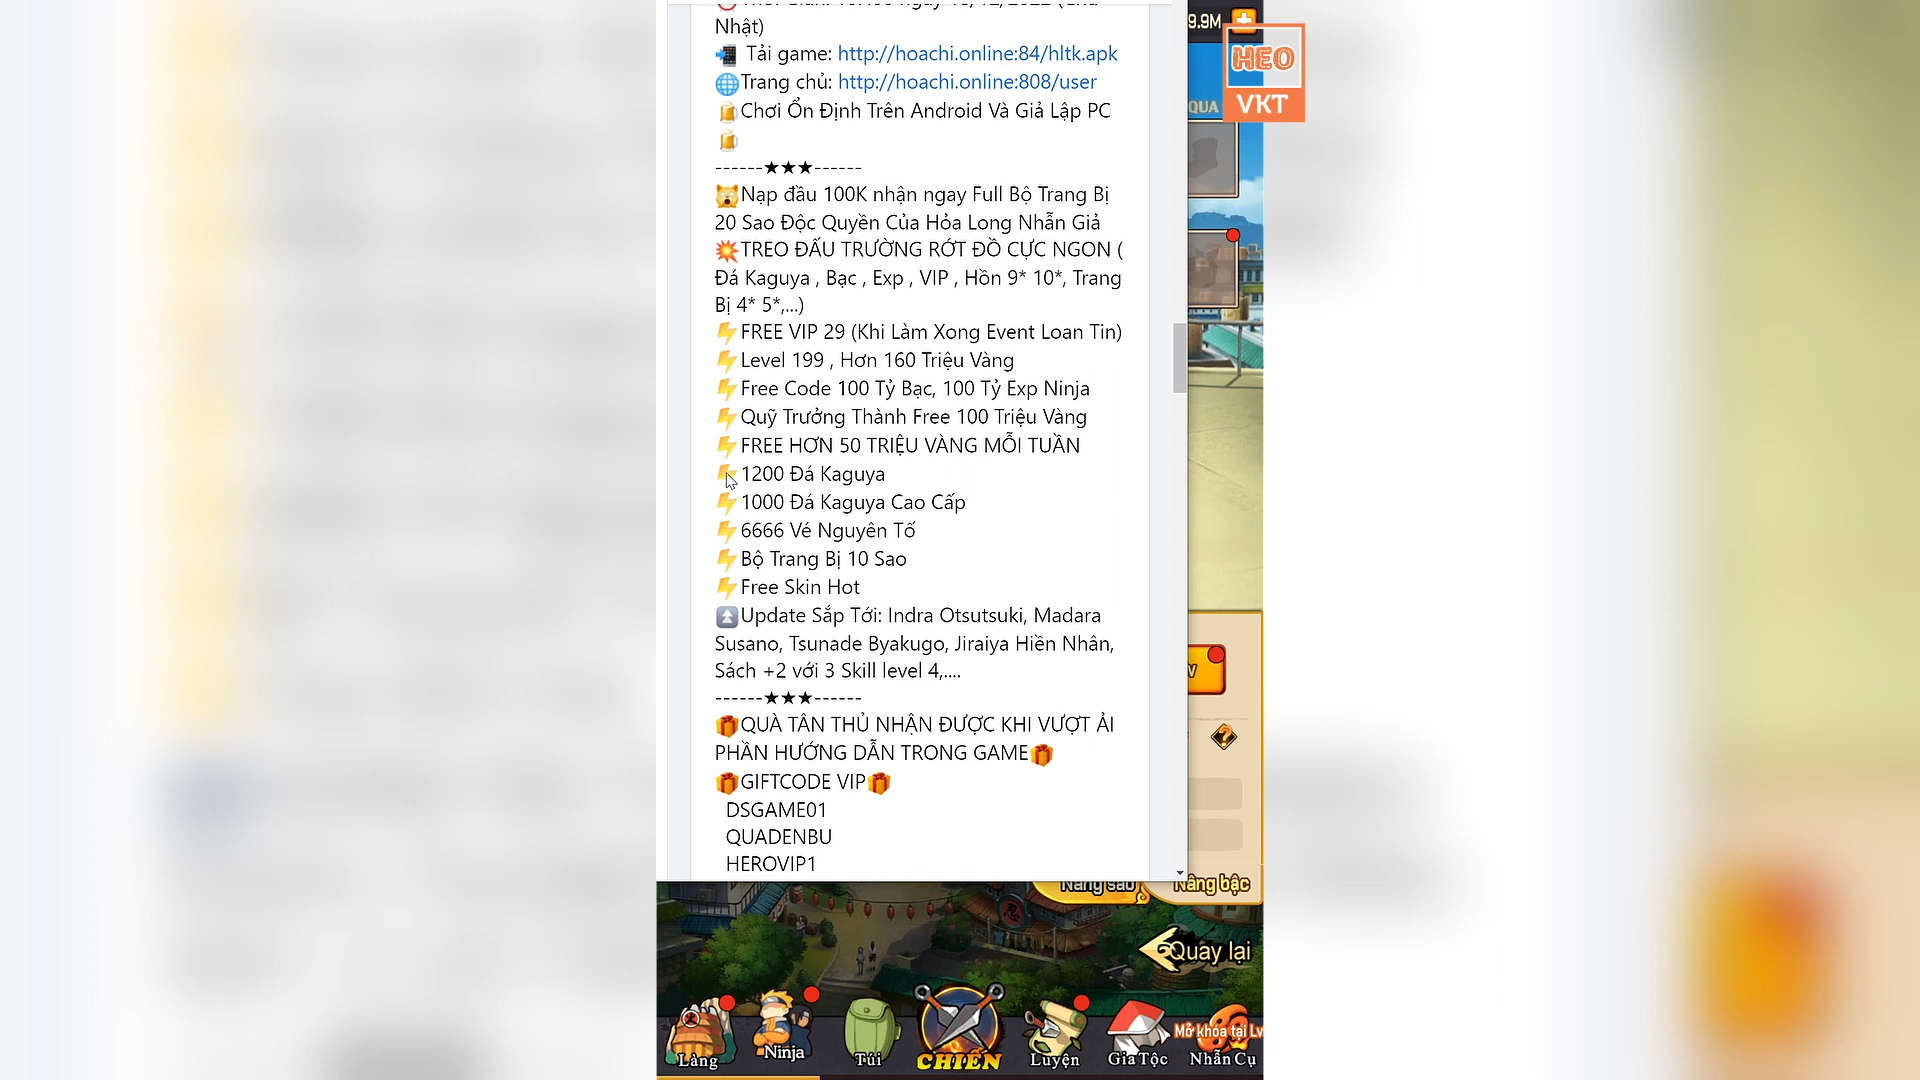 Nhật)
9.9M
HEO
VKT
Tải game: http://hoachi.online:84/hltk.apk
Trang chủ: http://hoachi.online:808/user
Chơi Ổn Định Trên Android Và Giả Lập PC
QUA
------★★★------
Nạp đầu 100K nhận ngay Full Bộ Trang Bị
20 Sao Độc Quyền Của Hỏa Long Nhẫn Giả
TREO ĐẤU TRƯỜNG RỚT ĐỒ CỰC NGON (
Đá Kaguya , Bạc , Exp , VIP , Hồn 9* 10*, Trang
Bị 4* 5*,...)
FREE VIP 29 (Khi Làm Xong Event Loan Tin)
Level 199 , Hơn 160 Triệu Vàng
Free Code 100 Tỷ Bạc, 100 Tỷ Exp Ninja
Quỹ Trưởng Thành Free 100 Triệu Vàng
FREE HƠN 50 TRIỆU VÀNG MỖI TUẦN
1200 Đá Kaguya
1000 Đá Kaguya Cao Cấp
6666 Vé Nguyên Tố
Bộ Trang Bị 10 Sao
Free Skin Hot
Update Sắp Tới: Indra Otsutsuki, Madara
Susano, Tsunade Byakugo, Jiraiya Hiền Nhân,
Sách +2 với 3 Skill level 4,....
------★★★------
QUÀ TÂN THỦ NHẬN ĐƯỢC KHI VƯỢT ẢI
PHẦN HƯỚNG DẪN TRONG GAME
GIFTCODE VIP
DSGAME01
QUADENBU
HEROVIP1
Nâng sao
Nâng bậc
Quay lại
Mở khóa tại Lv
Làng
Ninja
Túi
CHIẾN
Luyện
Gia Tộc
Nhẫn Cụ